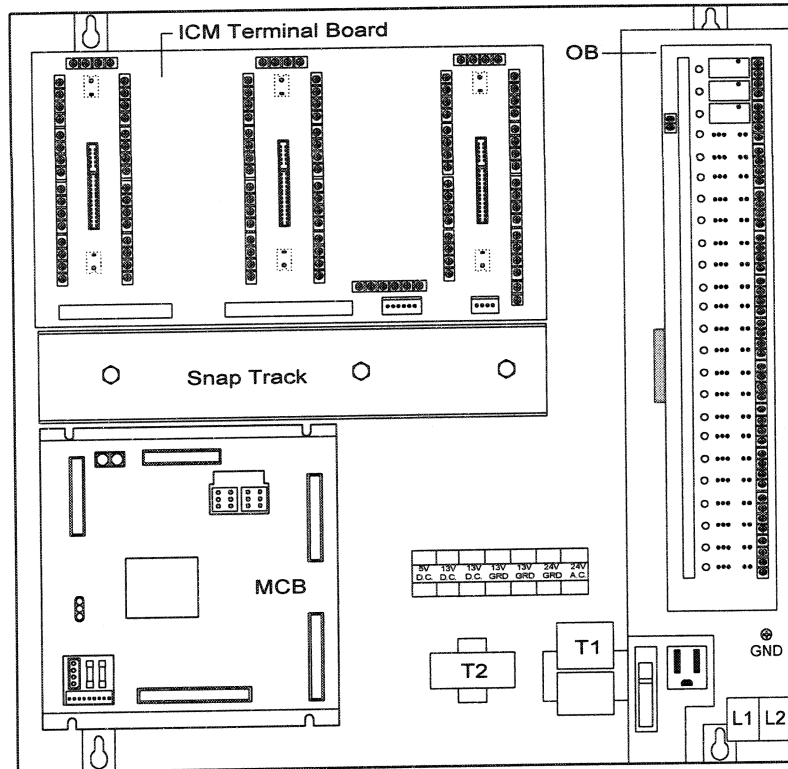 ICM Terminal Board
OB
Snap Track
MCB
5V 13V 13V 13V 13V 24V 24V
D.C. D.C. D.C. GRD GRD GRD A.C.
T1
T2
GND
L1 L2